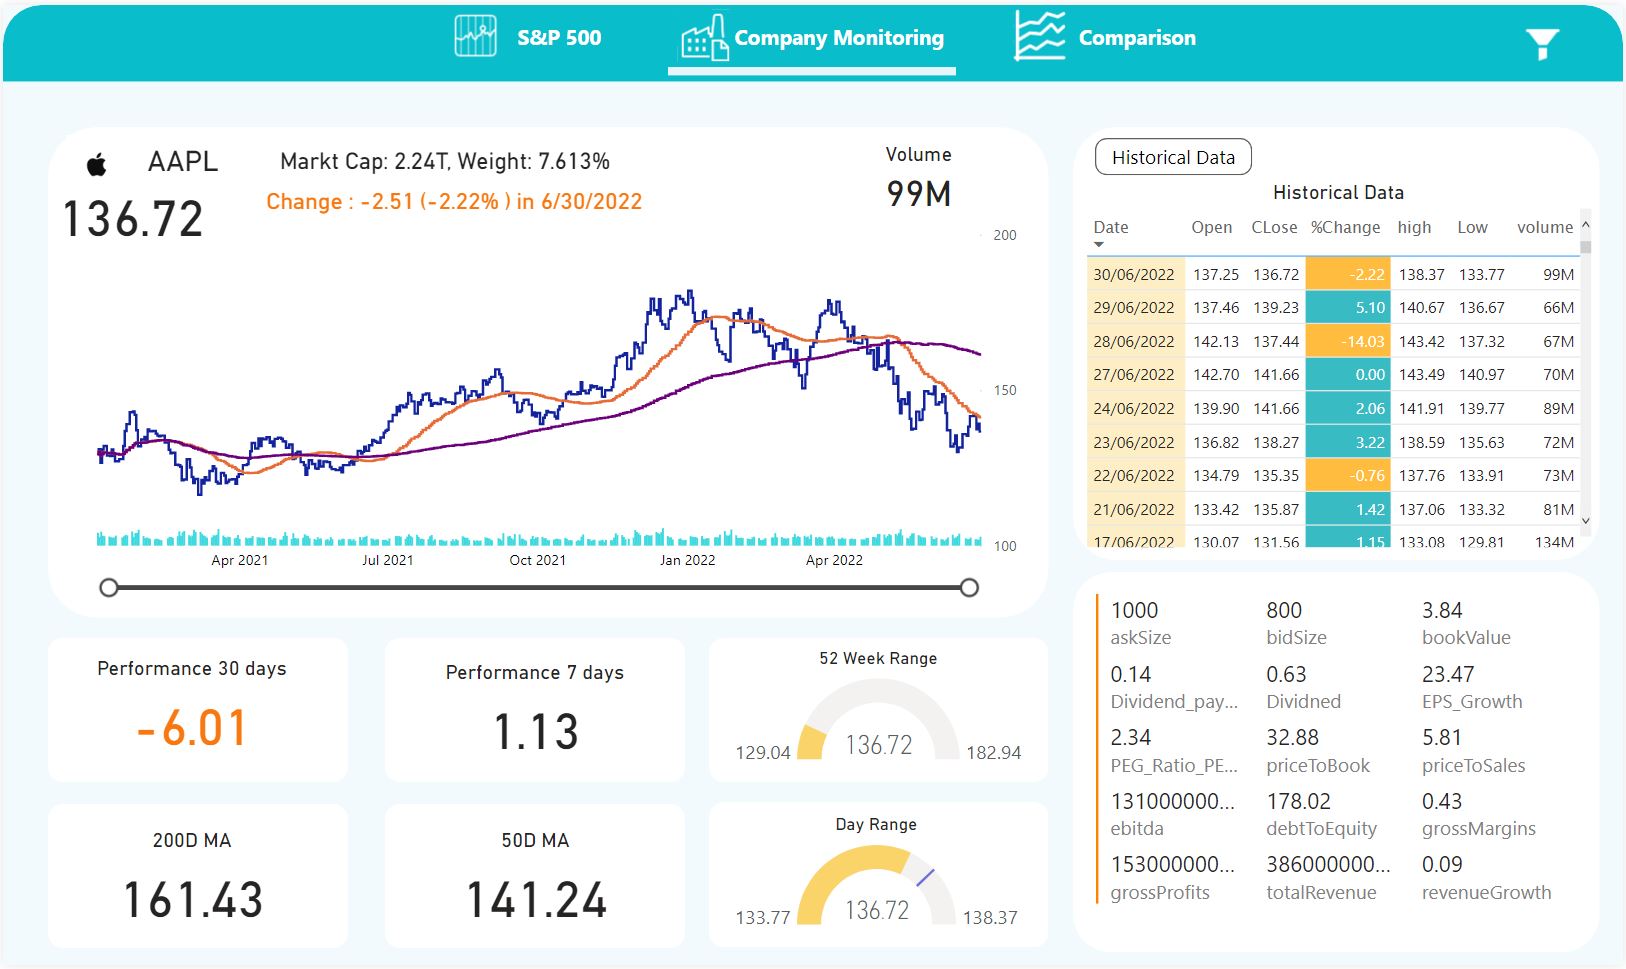 S&P 500
Company Monitoring
Comparison
AAPL
Markt Cap: 2.24T, Weight: 7.613%
Volume
136.72
Change : -2.51 (-2.22% ) in 6/30/2022
99M
200
150
100
Apr 2021 Jul 2021 Oct 2021 Jan 2022 Apr 2022
Historical Data
Historical Data
Date Open CLose %Change high Low volume
30/06/2022 137.25 136.72 -2.22 138.37 133.77 99M
29/06/2022 137.46 139.23 5.10 140.67 136.67 66M
28/06/2022 142.13 137.44 -14.03 143.42 137.32 67M
27/06/2022 142.70 141.66 0.00 143.49 140.97 70M
24/06/2022 139.90 141.66 2.06 141.91 139.77 89M
23/06/2022 136.82 138.27 3.22 138.59 135.63 72M
22/06/2022 134.79 135.35 -0.76 137.76 133.91 73M
21/06/2022 133.42 135.87 1.42 137.06 133.32 81M
17/06/2022 130.07 131.56 1.15 133.08 129.81 134M
Performance 30 days
-6.01
Performance 7 days
1.13
52 Week Range
129.04 136.72 182.94
200D MA
161.43
50D MA
141.24
Day Range
133.77 136.72 138.37
1000 800 3.84
askSize bidSize bookValue
0.14 0.63 23.47
Dividend_pay... Dividned EPS_Growth
2.34 32.88 5.81
PEG_Ratio_PE... priceToBook priceToSales
131000000... 178.02 0.43
ebitda debtToEquity grossMargins
153000000... 386000000... 0.09
grossProfits totalRevenue revenueGrowth